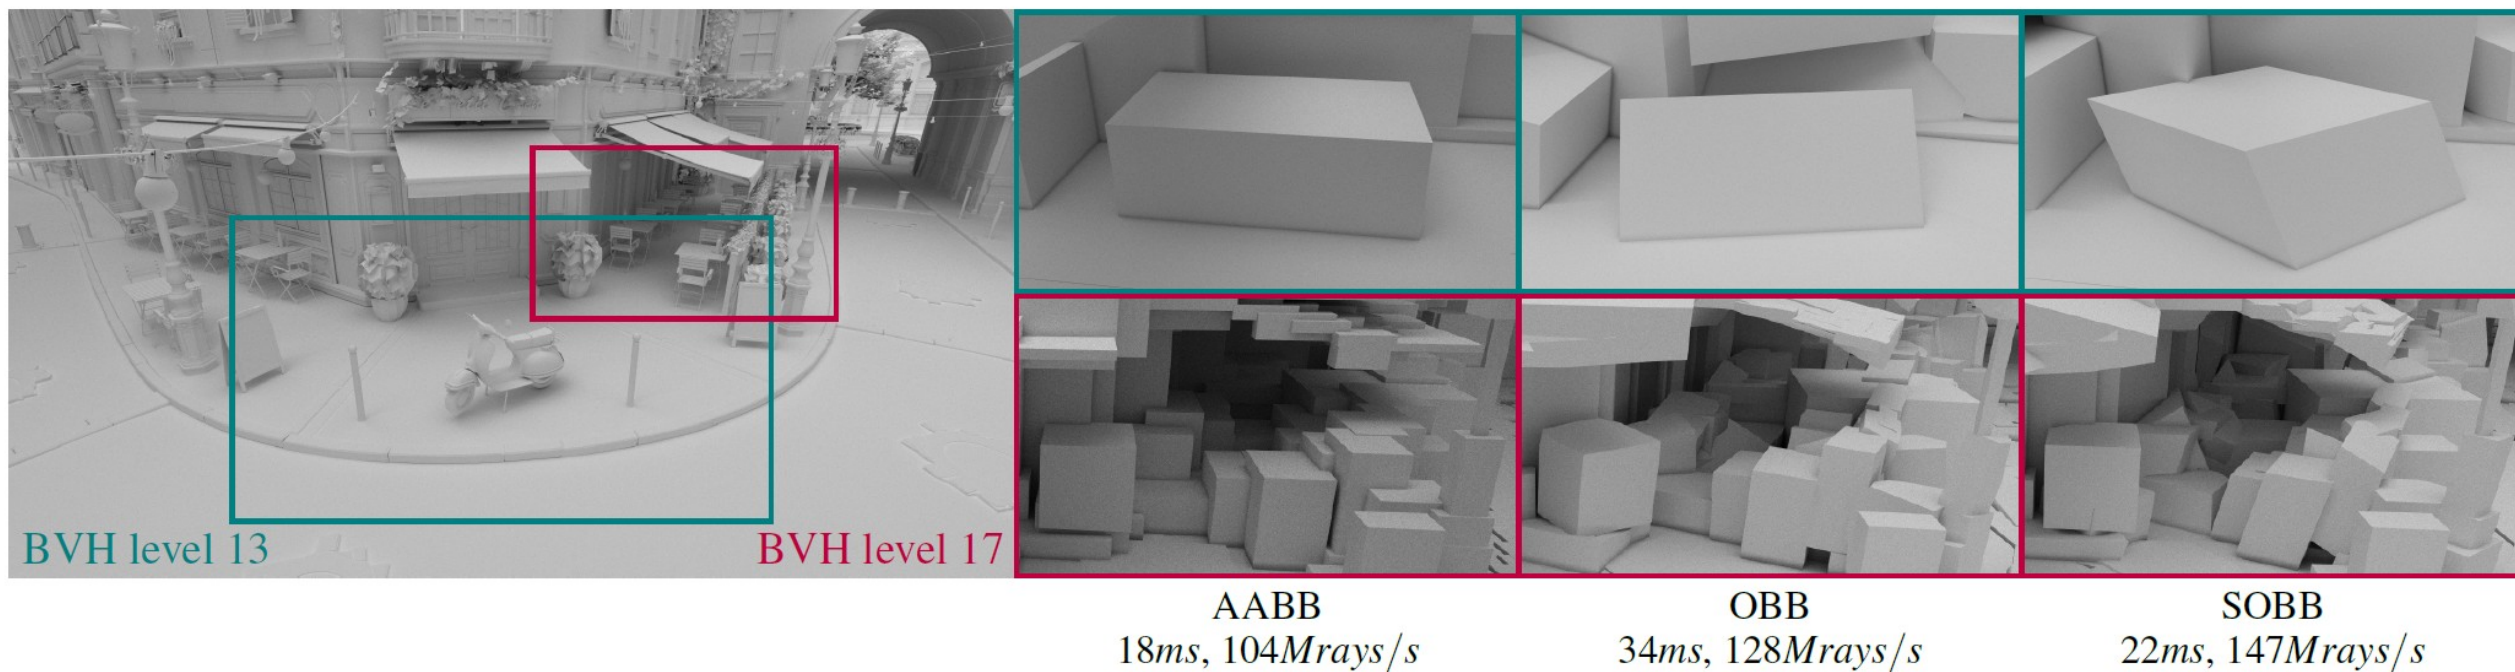 BVH level 13
BVH level 17
AABB
18ms, 104Mrays/s
OBB
34ms, 128Mrays/s
SOBB
22ms, 147Mrays/s